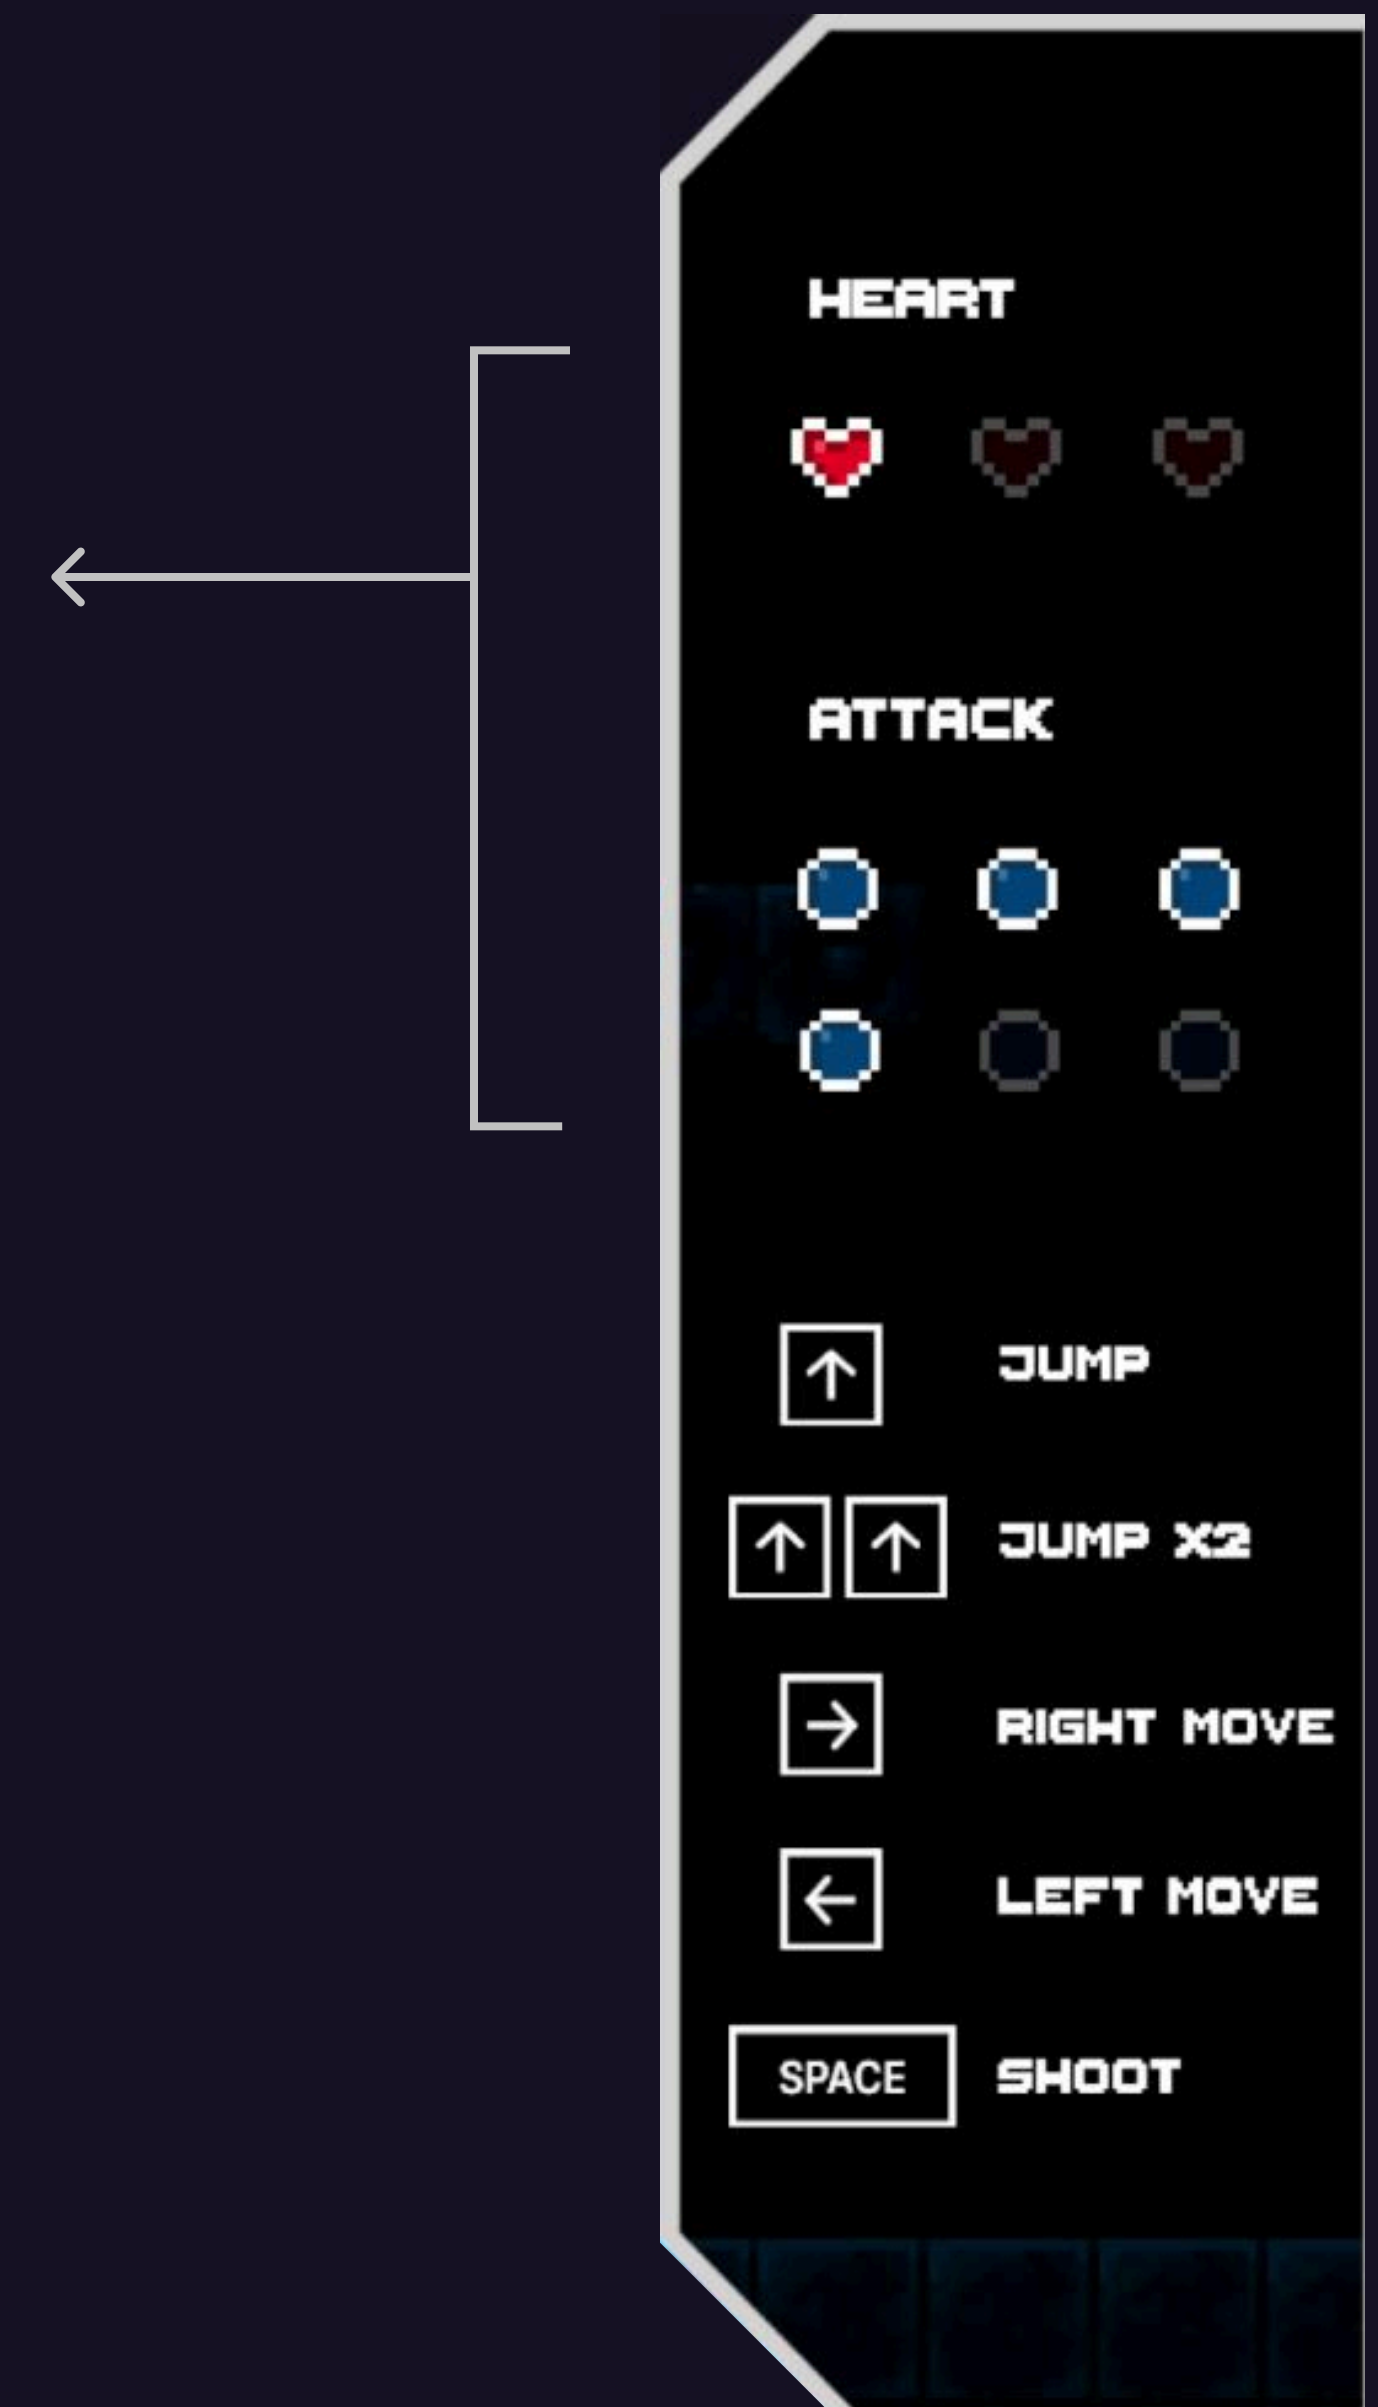 HEART
ATTACK
↑ JUMP
↑ ↑ JUMP X2
→ RIGHT MOVE
← LEFT MOVE
SPACE SHOOT